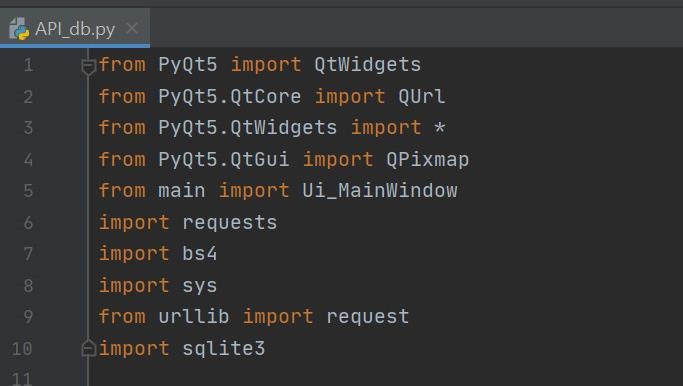 API_db.py
1 from PyQt5 import QtWidgets
2 from PyQt5.QtCore import QUrl
3 from PyQt5.QtWidgets import *
4 from PyQt5.QtGui import QPixmap
5 from main import Ui_MainWindow
6 import requests
7 import bs4
8 import sys
9 from urllib import request
10 import sqlite3
11